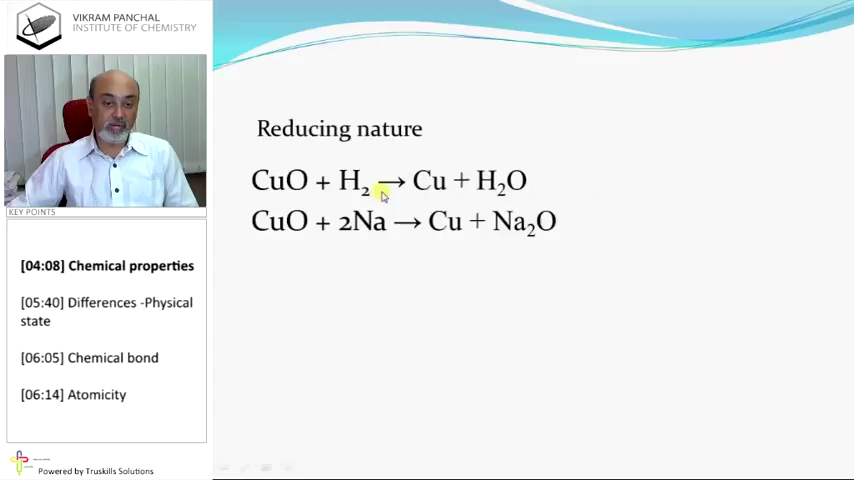 VIKRAM PANCHAL
INSTITUTE OF CHEMISTRY
KEY POINTS
[04:08] Chemical properties
[05:40] Differences -Physical
state
[06:05] Chemical bond
[06:14] Atomicity
Powered by Truskills Solutions
Reducing nature
CuO + H₂ → Cu + H₂O
CuO + 2Na → Cu + Na₂O